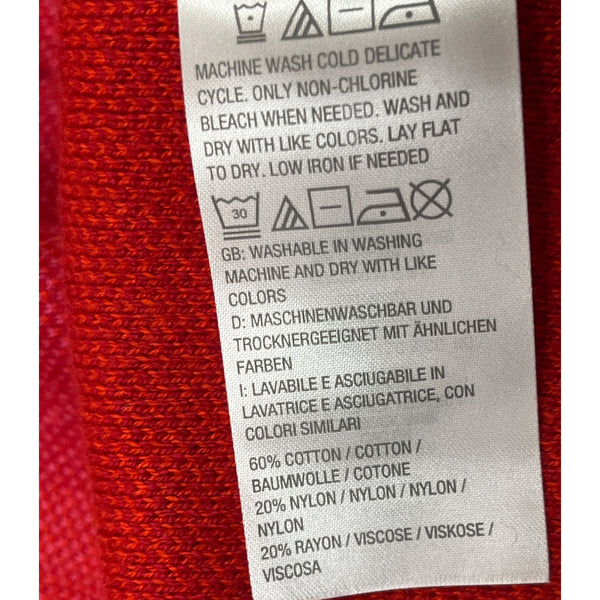 MACHINE WASH COLD DELICATE
CYCLE. ONLY NON-CHLORINE
BLEACH WHEN NEEDED. WASH AND
DRY WITH LIKE COLORS. LAY FLAT
TO DRY. LOW IRON IF NEEDED
30
GB: WASHABLE IN WASHING
MACHINE AND DRY WITH LIKE
COLORS
D: MASCHINENWASCHBAR UND
TROCKNERGEEIGNET MIT ÄHNLICHEN
FARBEN
I: LAVABILE E ASCIUGABILE IN
LAVATRICE E ASCIUGATRICE, CON
COLORI SIMILARI
60% COTTON / COTTON /
BAUMWOLLE / COTONE
20% NYLON / NYLON / NYLON /
NYLON
20% RAYON / VISCOSE / VISKOSE /
VISCOSA